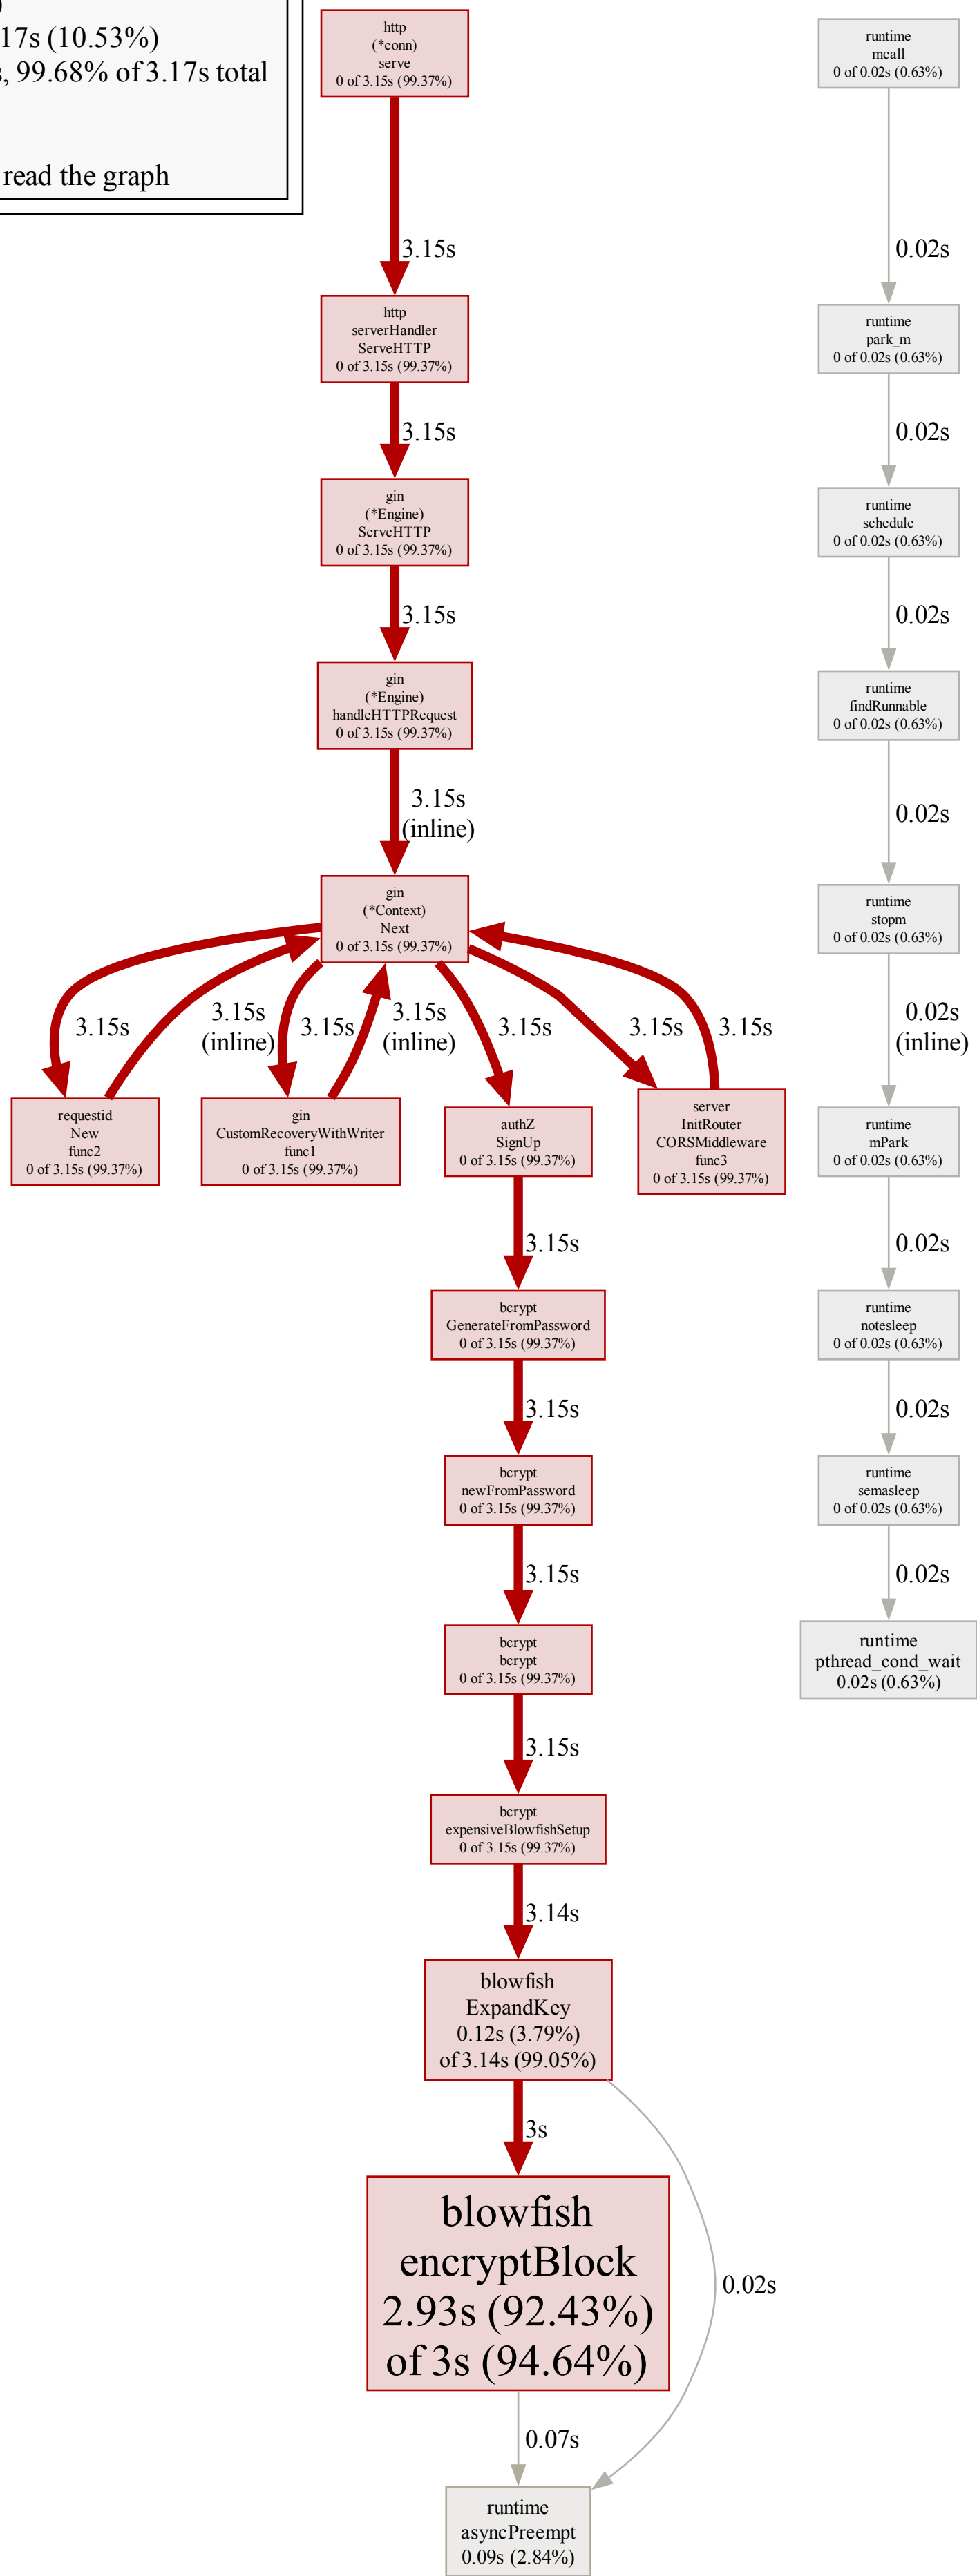 )
17s (10.53%)
s, 99.68% of 3.17s total
read the graph
http
(*conn)
serve
0 of 3.15s (99.37%)
3.15s
http
serverHandler
ServeHTTP
0 of 3.15s (99.37%)
3.15s
gin
(*Engine)
ServeHTTP
0 of 3.15s (99.37%)
3.15s
gin
(*Engine)
handleHTTPRequest
0 of 3.15s (99.37%)
3.15s
(inline)
gin
(*Context)
Next
0 of 3.15s (99.37%)
3.15s
3.15s
(inline)
3.15s
3.15s
(inline)
3.15s
3.15s
3.15s
requestid
New
func2
0 of 3.15s (99.37%)
gin
CustomRecoveryWithWriter
func1
0 of 3.15s (99.37%)
authZ
SignUp
0 of 3.15s (99.37%)
server
InitRouter
CORSMiddleware
func3
0 of 3.15s (99.37%)
3.15s
bcrypt
GenerateFromPassword
0 of 3.15s (99.37%)
3.15s
bcrypt
newFromPassword
0 of 3.15s (99.37%)
3.15s
bcrypt
bcrypt
0 of 3.15s (99.37%)
3.15s
bcrypt
expensiveBlowfishSetup
0 of 3.15s (99.37%)
3.14s
blowfish
ExpandKey
0.12s (3.79%)
of 3.14s (99.05%)
3s
blowfish
encryptBlock
2.93s (92.43%)
of 3s (94.64%)
0.02s
0.07s
runtime
asyncPreempt
0.09s (2.84%)
runtime
mcall
0 of 0.02s (0.63%)
0.02s
runtime
park_m
0 of 0.02s (0.63%)
0.02s
runtime
schedule
0 of 0.02s (0.63%)
0.02s
runtime
findRunnable
0 of 0.02s (0.63%)
0.02s
runtime
stopm
0 of 0.02s (0.63%)
0.02s
(inline)
runtime
mPark
0 of 0.02s (0.63%)
0.02s
runtime
notesleep
0 of 0.02s (0.63%)
0.02s
runtime
semasleep
0 of 0.02s (0.63%)
0.02s
runtime
pthread_cond_wait
0.02s (0.63%)